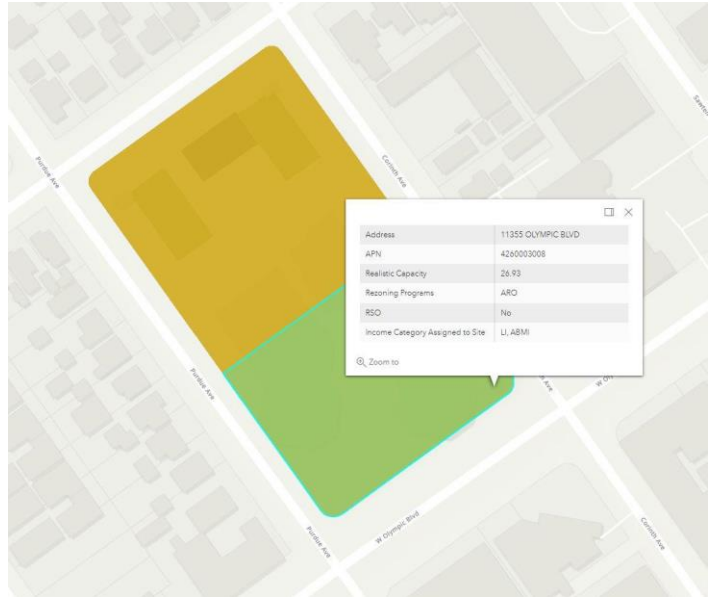 Purdue Ave
Corinth Ave
Address 11355 OLYMPIC BLVD
APN 4260003008
Realistic Capacity 26.93
Rezoning Programs ARO
RSO No
Income Category Assigned to Site LI, ABMI
Zoom to
Purdue Ave
Purdue Ave
W Olympic Blvd
Corinth Ave